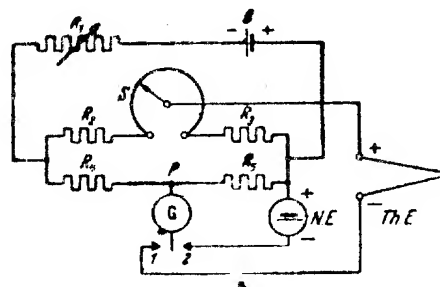 R₁ − +
S
R₂ R₃
R₄ P R₅ +
G NE
+
− ThE
1 2 −